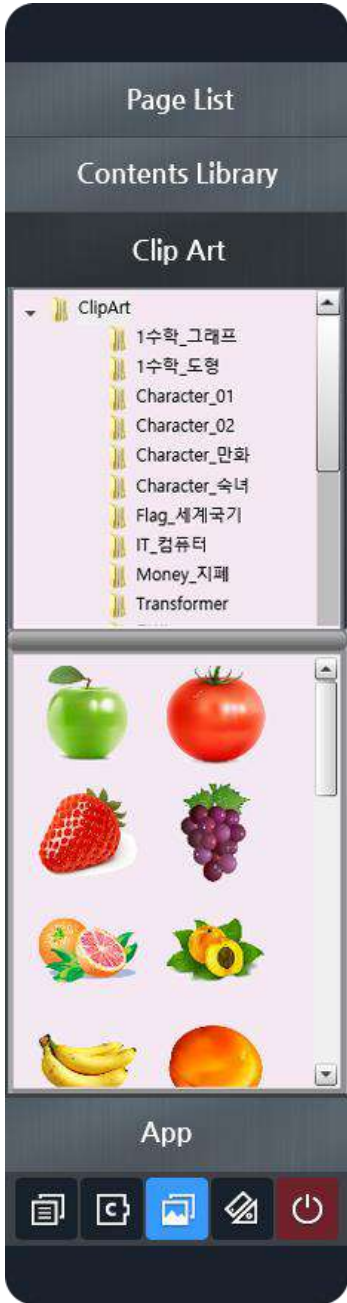 Page List
Contents Library
Clip Art
ClipArt
1수학_그래프
1수학_도형
Character_01
Character_02
Character_만화
Character_숙녀
Flag_세계국기
IT_컴퓨터
Money_지폐
Transformer
App